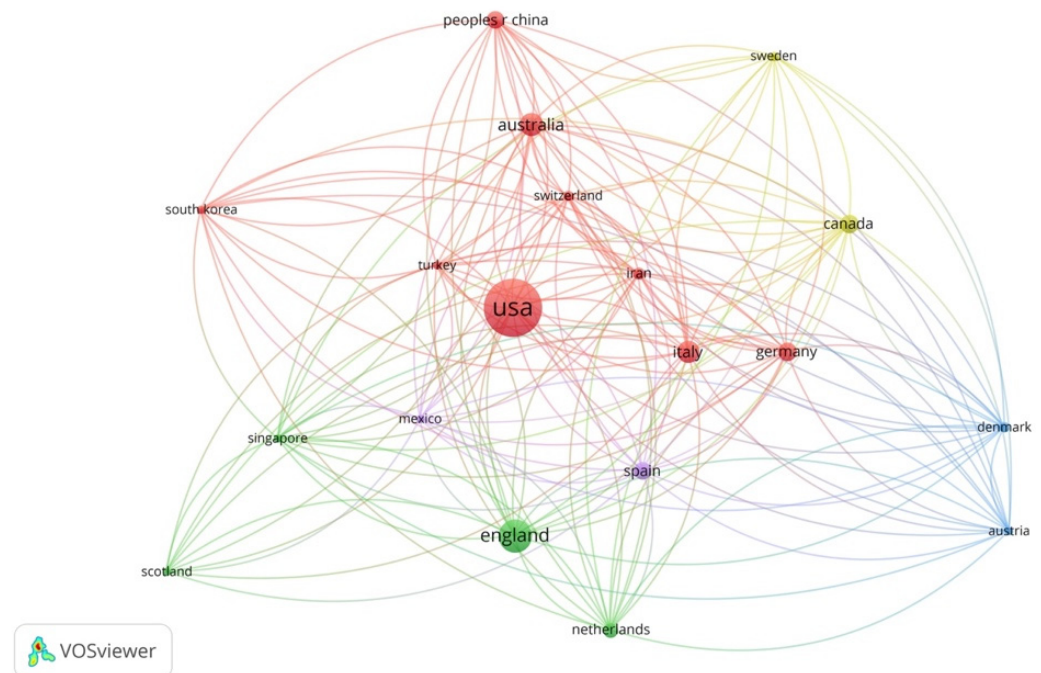 peoples r china
sweden
australia
switzerland
south korea
canada
turkey
iran
usa
italy
germany
mexico
denmark
singapore
spain
austria
england
scotland
netherlands
VOSviewer